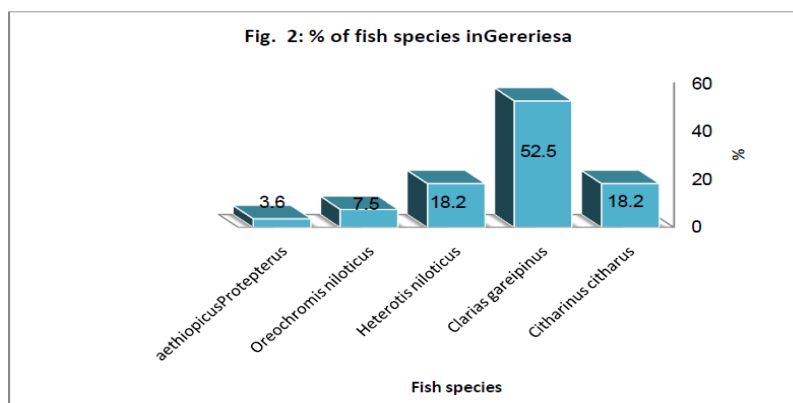 Fig. 2: % of fish species inGereriesa
60
40
20
0
%
3.6
7.5
18.2
52.5
18.2
aethiopicusProtepterus
Oreochromis niloticus
Heterotis niloticus
Clarias gareipinus
Citharinus citharus
Fish species